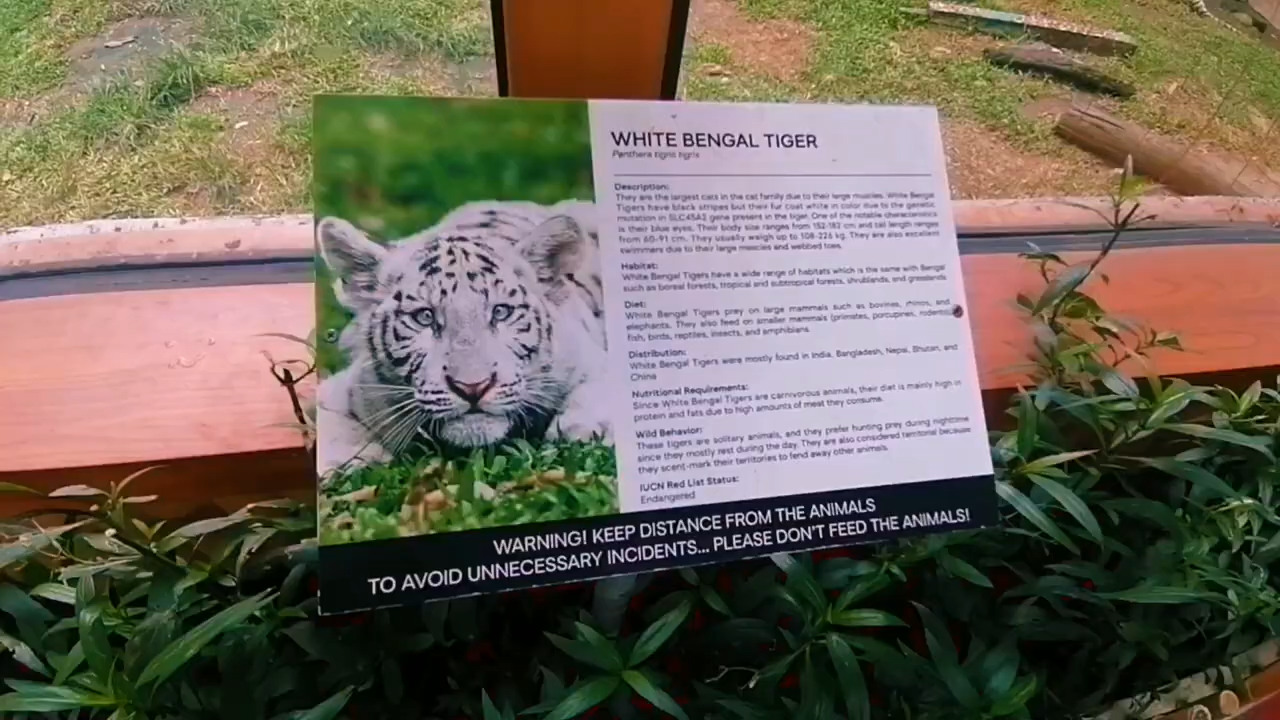 WHITE BENGAL TIGER
Panthera tigris tigris
Description:
They are the largest cats in the cat family due to their large muscles. White Bengal
Tigers have black stripes but their fur coat white in color due to the genetic
mutation in SLC45A2 gene present in the tiger. One of the notable characteristics
is their blue eyes. Their body size ranges from 152-182 cm and tail length ranges
from 60-91 cm. They usually weigh up to 108-226 kg. They are also excellent
swimmers due to their large muscles and webbed toes.
Habitat:
White Bengal Tigers have a wide range of habitats which is the same with Bengal
such as boreal forests, tropical and subtropical forests, shrublands, and grasslands
Diet:
White Bengal Tigers prey on large mammals such as bovines, rhinos, and
elephants. They also feed on smaller mammals (primates, porcupines, rodents),
fish, birds, reptiles, insects, and amphibians.
Distribution:
White Bengal Tigers were mostly found in India, Bangladesh, Nepal, Bhutan, and
China
Nutritional Requirements:
Since White Bengal Tigers are carnivorous animals, their diet is mainly high in
protein and fats due to high amounts of meat they consume.
Wild Behavior:
These tigers are solitary animals, and they prefer hunting prey during nighttime
since they mostly rest during the day. They are also considered territorial because
they scent-mark their territories to fend away other animals.
IUCN Red List Status:
Endangered
WARNING! KEEP DISTANCE FROM THE ANIMALS
TO AVOID UNNECESSARY INCIDENTS... PLEASE DON'T FEED THE ANIMALS!